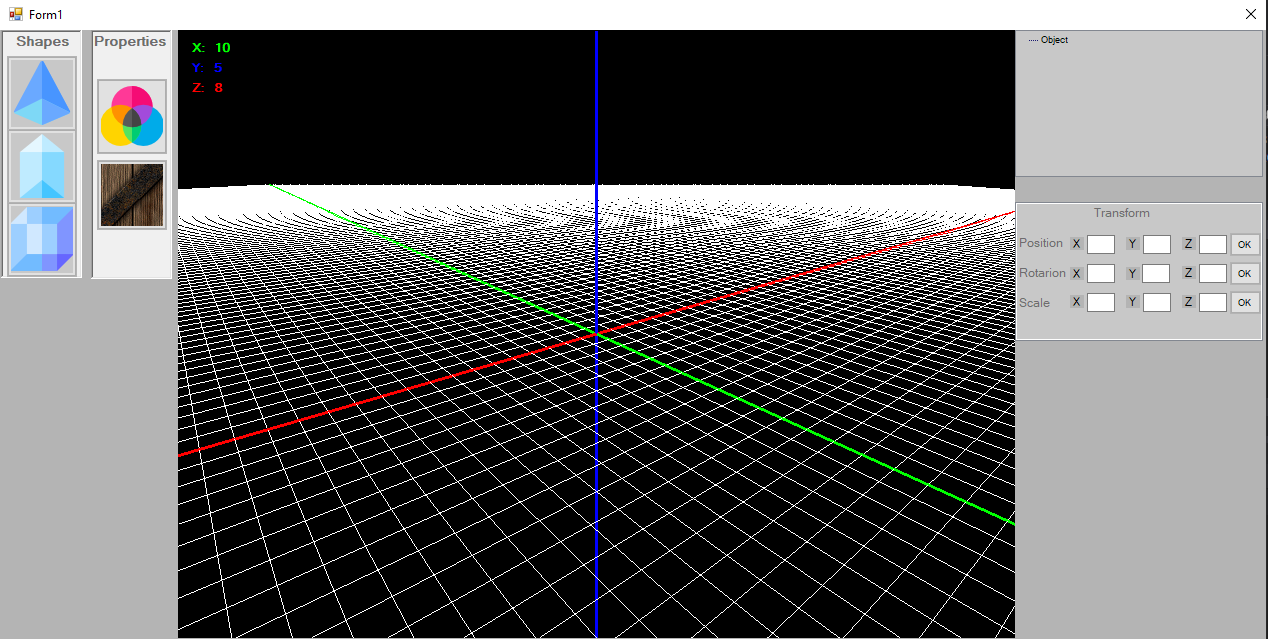 Form1
Shapes
Properties
X: 10
Y: 5
Z: 8
Object
Transform
Position X Y Z OK
Rotarion X Y Z OK
Scale X Y Z OK